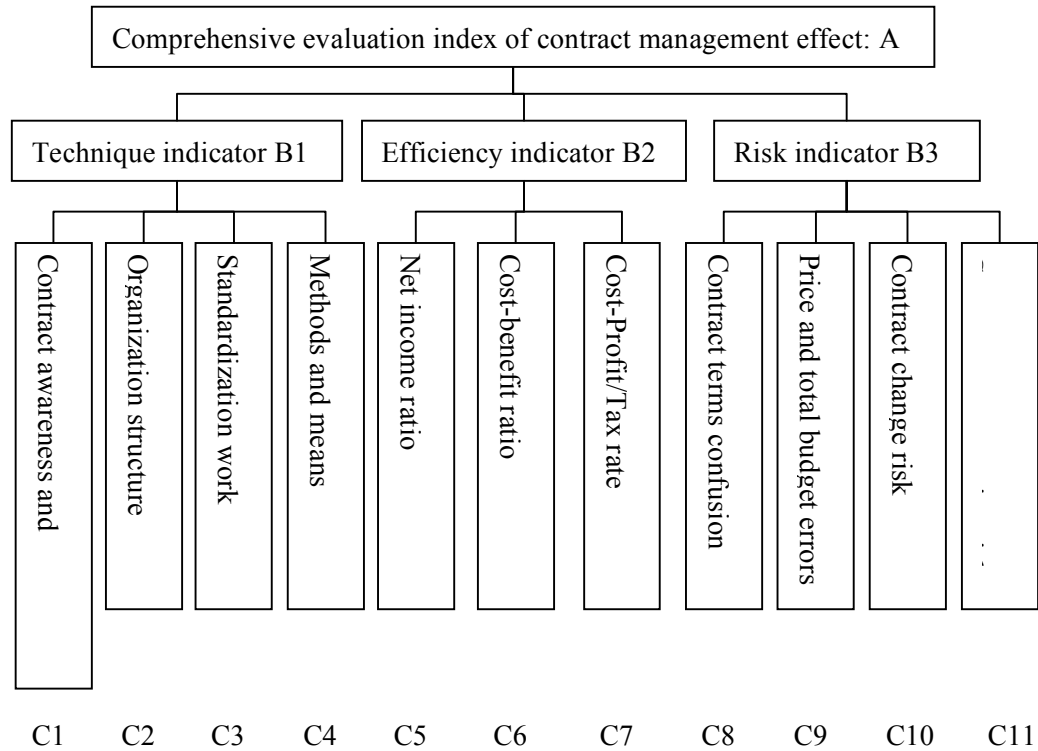 Comprehensive evaluation index of contract management effect: A
Technique indicator B1
Efficiency indicator B2
Risk indicator B3
Contract awareness and
Organization structure
Standardization work
Methods and means
Net income ratio
Cost-benefit ratio
Cost-Profit/Tax rate
Contract terms confusion
Price and total budget errors
Contract change risk
C1
C2
C3
C4
C5
C6
C7
C8
C9
C10
C11